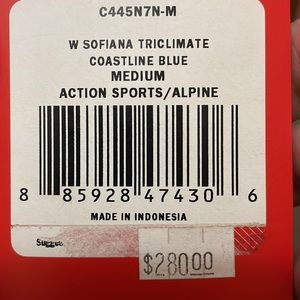 C445N7N-M
W SOFIANA TRICLIMATE
COASTLINE BLUE
MEDIUM
ACTION SPORTS/ALPINE
8 85928 47430 6
MADE IN INDONESIA
$280.00